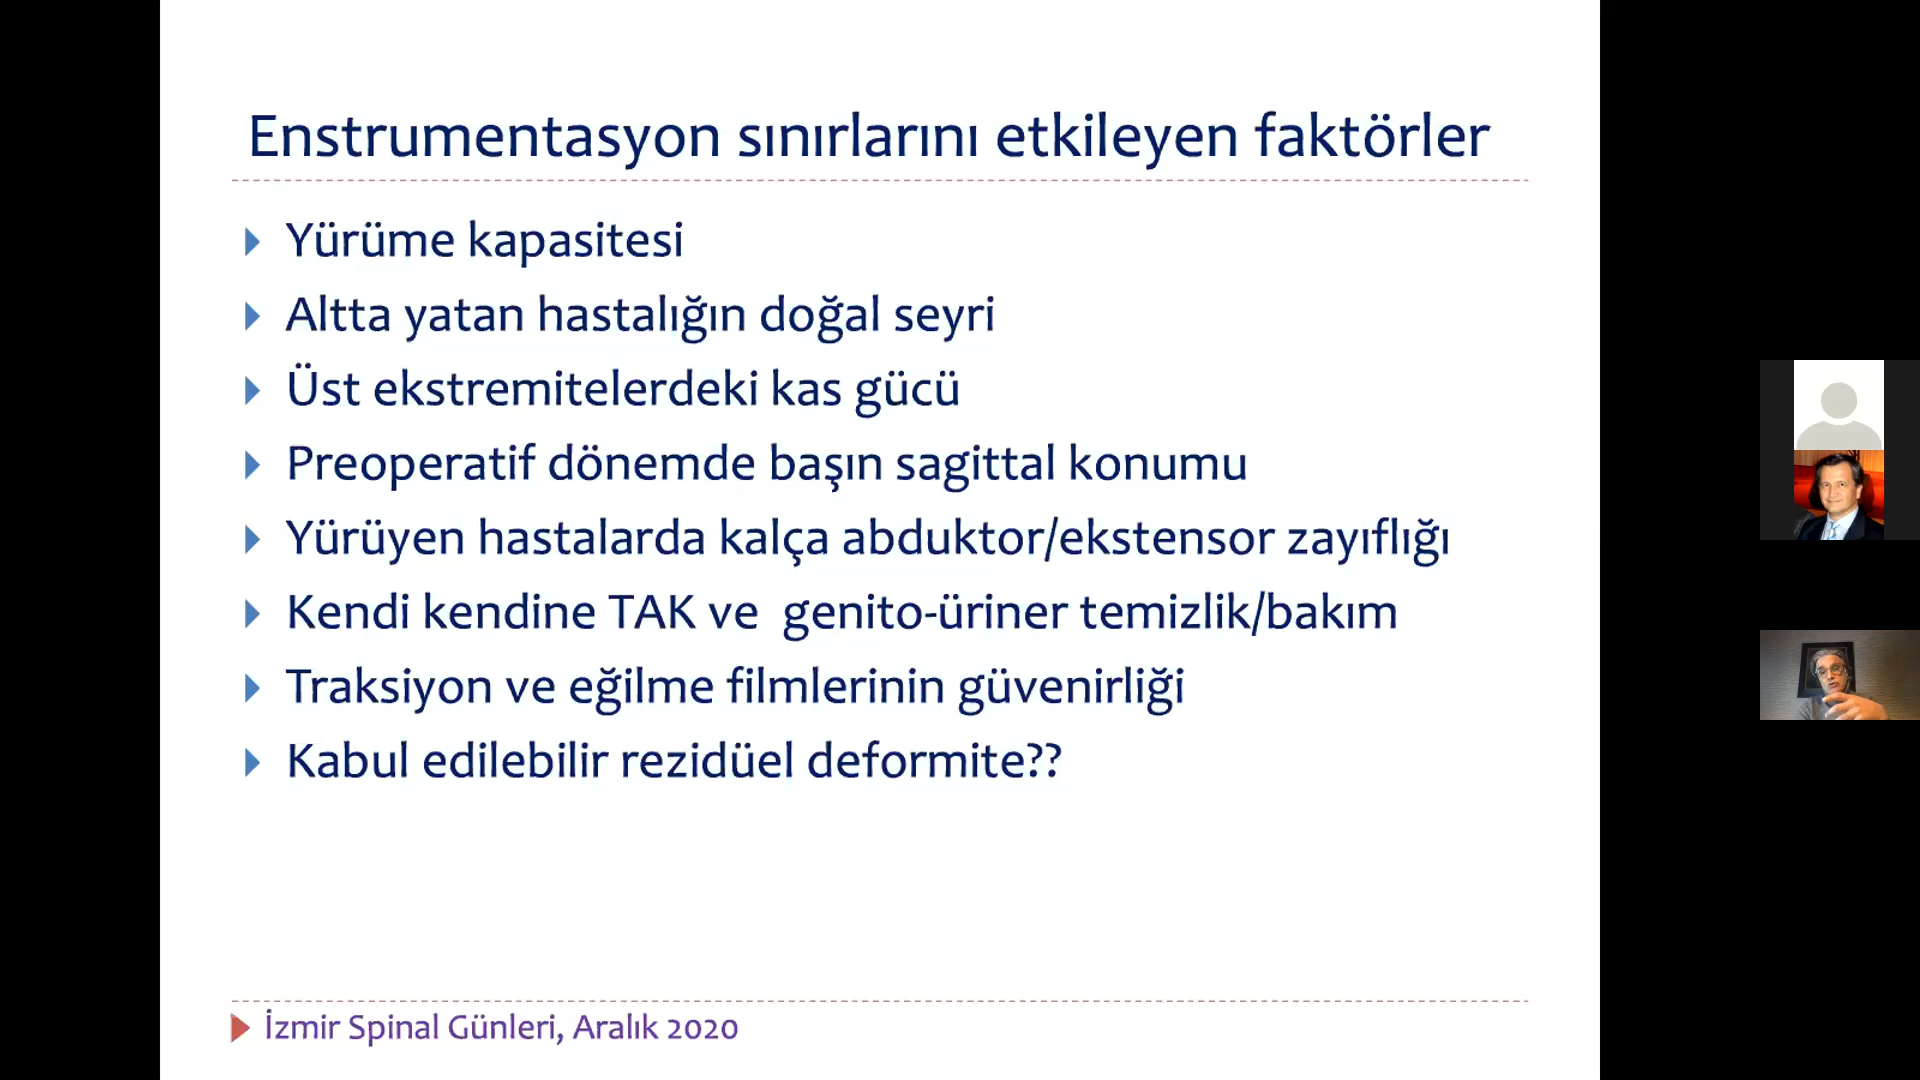 Enstrumentasyon sınırlarını etkileyen faktörler
Yürüme kapasitesi
Altta yatan hastalığın doğal seyri
Üst ekstremitelerdeki kas gücü
Preoperatif dönemde başın sagittal konumu
Yürüyen hastalarda kalça abduktor/ekstensor zayıflığı
Kendi kendine TAK ve genito-üriner temizlik/bakım
Traksiyon ve eğilme filmlerinin güvenirliği
Kabul edilebilir rezidüel deformite??
İzmir Spinal Günleri, Aralık 2020